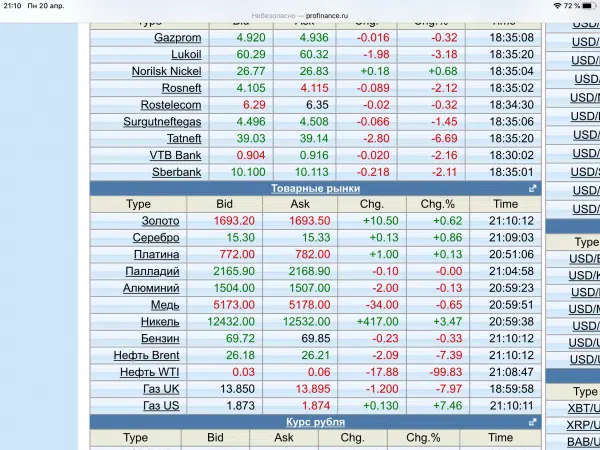 21:10 Пн 20 апр. 72 %
Небезопасно — profinance.ru
Type Bid Ask Chg. Chg.% Time
Gazprom 4.920 4.936 -0.016 -0.32 18:35:08
Lukoil 60.29 60.32 -1.98 -3.18 18:35:20
Norilsk Nickel 26.77 26.83 +0.18 +0.68 18:35:04
Rosneft 4.105 4.115 -0.089 -2.12 18:35:02
Rostelecom 6.29 6.35 -0.02 -0.32 18:34:30
Surgutneftegas 4.496 4.508 -0.066 -1.45 18:35:06
Tatneft 39.03 39.14 -2.80 -6.69 18:35:20
VTB Bank 0.904 0.916 -0.020 -2.16 18:30:02
Sberbank 10.100 10.113 -0.218 -2.11 18:35:01
Товарные рынки
Type Bid Ask Chg. Chg.% Time
Золото 1693.20 1693.50 +10.50 +0.62 21:10:12
Серебро 15.30 15.33 +0.13 +0.86 21:09:03
Платина 772.00 782.00 +1.00 +0.13 20:51:06
Палладий 2165.90 2168.90 -0.10 -0.00 21:04:58
Алюминий 1504.00 1507.00 -2.00 -0.13 20:59:23
Медь 5173.00 5178.00 -34.00 -0.65 20:59:51
Никель 12432.00 12532.00 +417.00 +3.47 20:59:38
Бензин 69.72 69.85 -0.23 -0.33 21:10:12
Нефть Brent 26.18 26.21 -2.09 -7.39 21:10:12
Нефть WTI 0.03 0.06 -17.88 -99.83 21:08:47
Газ UK 13.850 13.895 -1.200 -7.97 18:59:58
Газ US 1.873 1.874 +0.130 +7.46 21:10:11
Курс рубля
Type Bid Ask Chg. Chg.% Time
USD/
USD/
USD/
USD/
USD/
USD/
USD/
USD/
USD/
USD/
USD/
Type
USD/
USD/
USD/
USD/
USD/
USD/
USD/
Type
XBT/
XRP/
BAB/